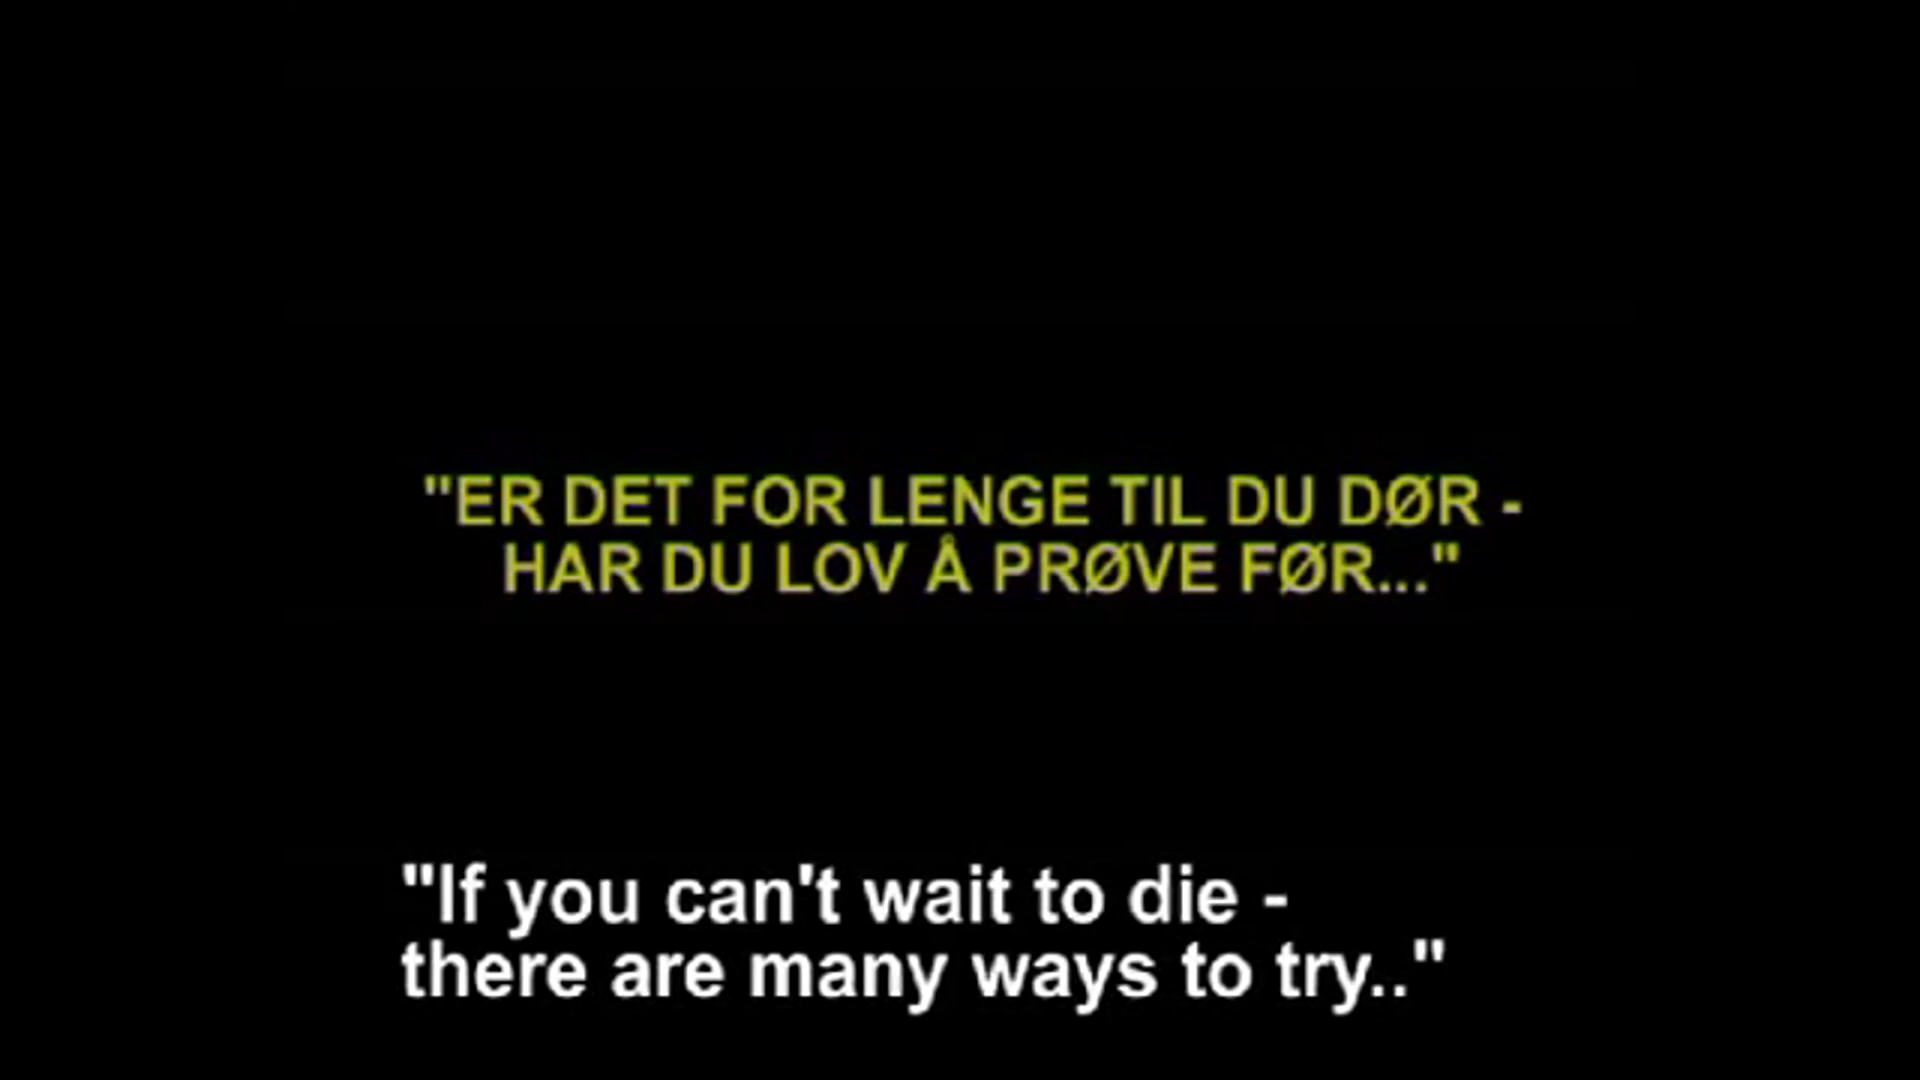 "ER DET FOR LENGE TIL DU DØR -
HAR DU LOV Å PRØVE FØR..."
"If you can't wait to die -
there are many ways to try.."